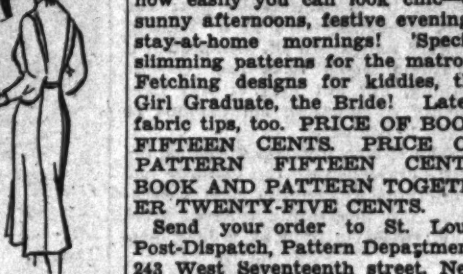 how easily you can look chic
sunny afternoons, festive evening
stay-at-home mornings! 'Speci
slimming patterns for the matro
Fetching designs for kiddies, t
Girl Graduate, the Bride! Late
fabric tips, too. PRICE OF BOO
FIFTEEN CENTS. PRICE O
PATTERN FIFTEEN CENT
BOOK AND PATTERN TOGET
ER TWENTY-FIVE CENTS.
Send your order to St. Lou
Post-Dispatch, Pattern Departmen
243 West Seventeenth street, Ne